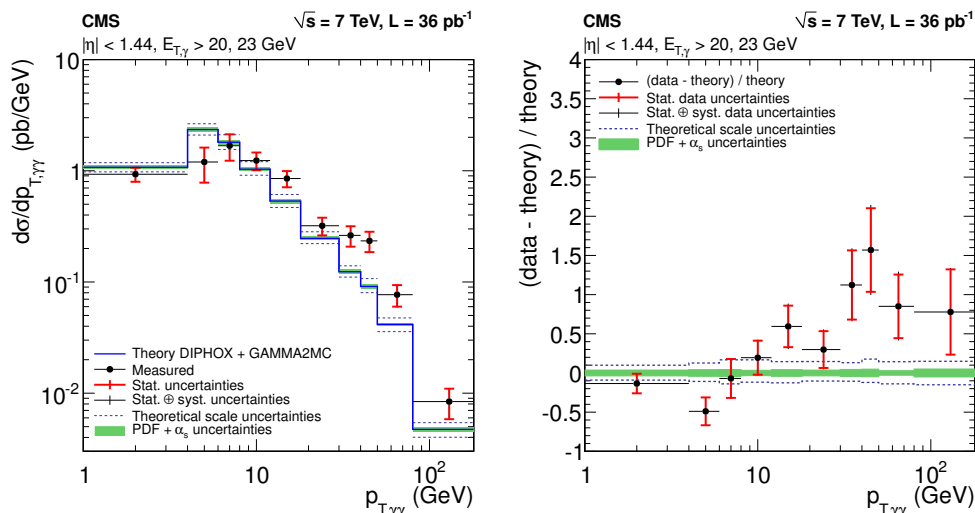 CMS √s = 7 TeV, L = 36 pb⁻¹
|η| < 1.44, E_T,γ > 20, 23 GeV
dσ/dp_T,γγ (pb/GeV)
10
1
10⁻¹
10⁻²
Theory DIPHOX + GAMMA2MC
Measured
Stat. uncertainties
Stat. ⊕ syst. uncertainties
Theoretical scale uncertainties
PDF + α_s uncertainties
1 10 10²
p_T,γγ (GeV)
CMS √s = 7 TeV, L = 36 pb⁻¹
|η| < 1.44, E_T,γ > 20, 23 GeV
(data - theory) / theory
4
3.5
3
2.5
2
1.5
1
0.5
0
-0.5
-1
(data - theory) / theory
Stat. data uncertainties
Stat. ⊕ syst. data uncertainties
Theoretical scale uncertainties
PDF + α_s uncertainties
1 10 10²
p_T,γγ (GeV)